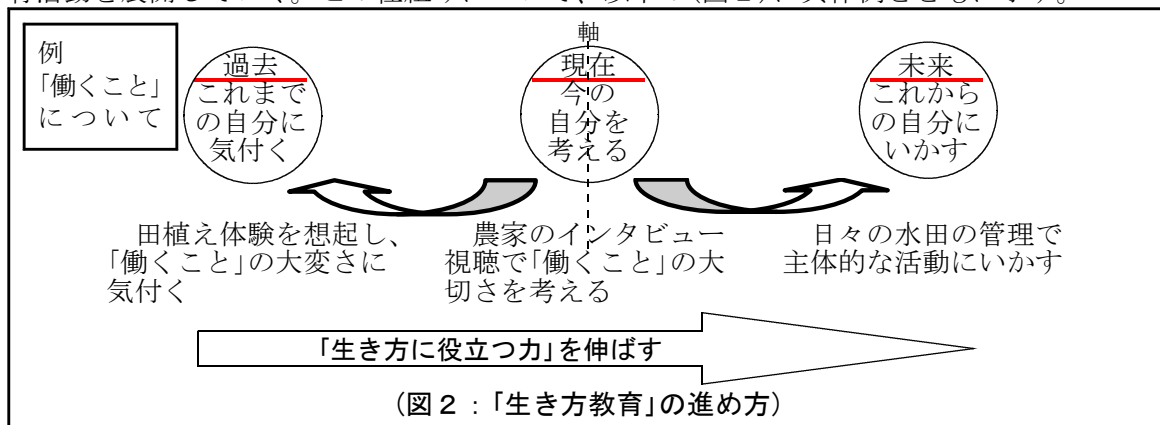 例
「働くこと」
について
軸
過去
これまで
の自分に
気付く
現在
今の
自分を
考える
未来
これから
の自分に
いかす
田植え体験を想起し、
「働くこと」の大変さに
気付く
農家のインタビュー
視聴で「働くこと」の大
切さを考える
日々の水田の管理で
主体的な活動にいかす
「生き方に役立つ力」を伸ばす
(図2:「生き方教育」の進め方)